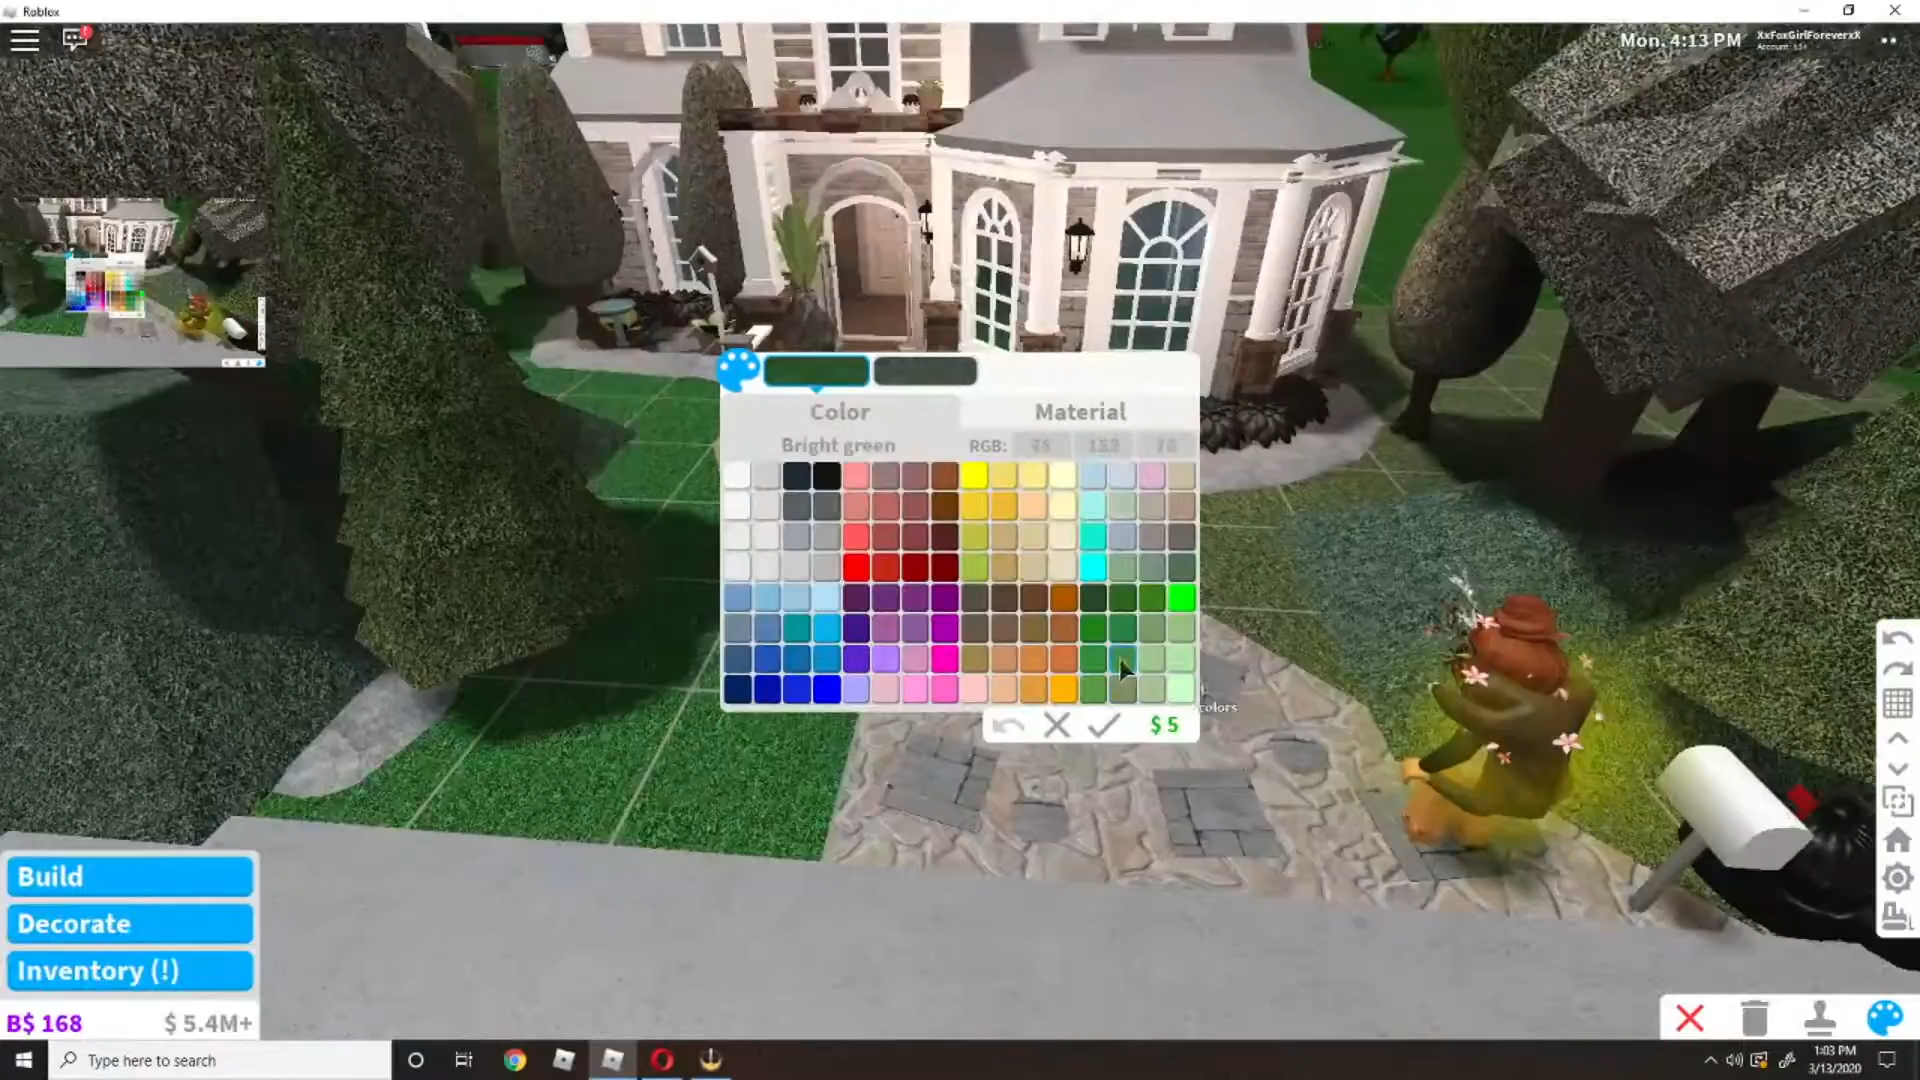 Roblox
Mon. 4:13 PM
XxFoxGirlForeverxX
Color
Material
Bright green
RGB:
colors
$ 5
Build
Decorate
Inventory (!)
B$ 168
$ 5.4M+
Type here to search
1:03 PM
3/13/2020